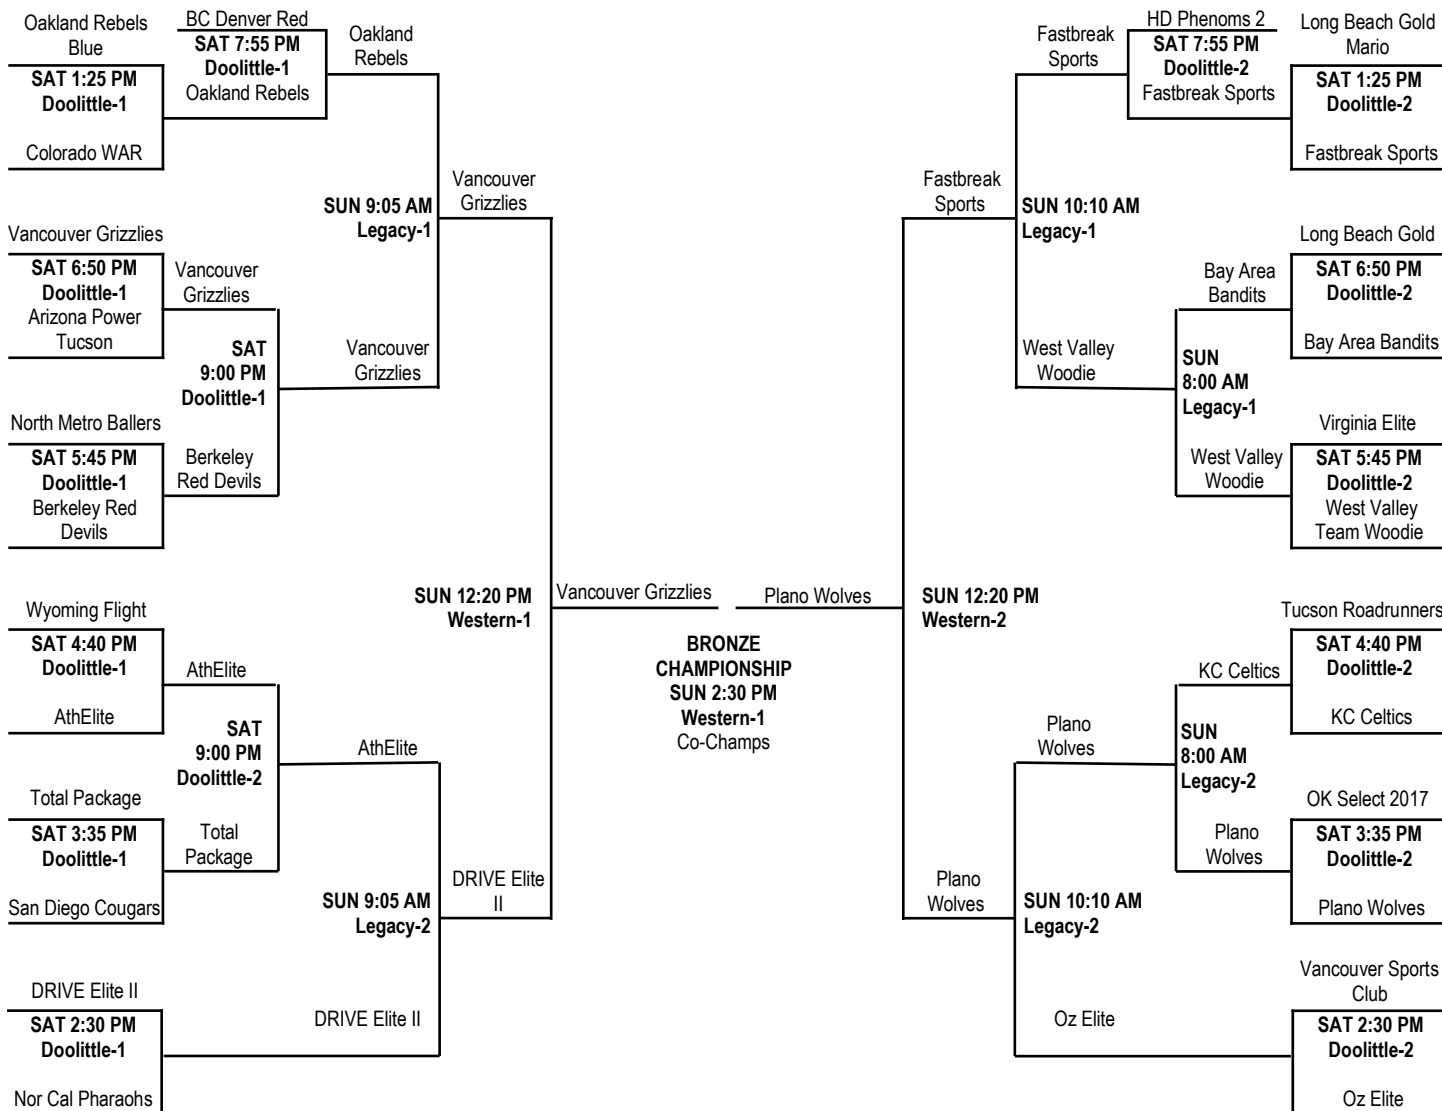 Oakland Rebels
Blue
SAT 1:25 PM
Doolittle-1
Colorado WAR
BC Denver Red
SAT 7:55 PM
Doolittle-1
Oakland Rebels
Oakland
Rebels
Vancouver Grizzlies
SAT 6:50 PM
Doolittle-1
Arizona Power
Tucson
Vancouver
Grizzlies
SAT
9:00 PM
Doolittle-1
North Metro Ballers
SAT 5:45 PM
Doolittle-1
Berkeley Red
Devils
Berkeley
Red Devils
Vancouver
Grizzlies
SUN 9:05 AM
Legacy-1
Vancouver
Grizzlies
Wyoming Flight
SAT 4:40 PM
Doolittle-1
AthElite
AthElite
SAT
9:00 PM
Doolittle-2
Total Package
SAT 3:35 PM
Doolittle-1
San Diego Cougars
Total
Package
AthElite
SUN 9:05 AM
Legacy-2
DRIVE Elite II
SAT 2:30 PM
Doolittle-1
Nor Cal Pharaohs
DRIVE Elite II
DRIVE Elite
II
SUN 12:20 PM
Western-1
Vancouver Grizzlies
BRONZE
CHAMPIONSHIP
SUN 2:30 PM
Western-1
Co-Champs
Plano Wolves
SUN 12:20 PM
Western-2
Fastbreak
Sports
SUN 10:10 AM
Legacy-1
Fastbreak
Sports
HD Phenoms 2
SAT 7:55 PM
Doolittle-2
Fastbreak Sports
Long Beach Gold
Mario
SAT 1:25 PM
Doolittle-2
Fastbreak Sports
Long Beach Gold
SAT 6:50 PM
Doolittle-2
Bay Area Bandits
Bay Area
Bandits
SUN
8:00 AM
Legacy-1
West Valley
Woodie
Virginia Elite
SAT 5:45 PM
Doolittle-2
West Valley
Team Woodie
West Valley
Woodie
Tucson Roadrunners
SAT 4:40 PM
Doolittle-2
KC Celtics
KC Celtics
SUN
8:00 AM
Legacy-2
Plano
Wolves
OK Select 2017
SAT 3:35 PM
Doolittle-2
Plano Wolves
Plano
Wolves
Plano
Wolves
SUN 10:10 AM
Legacy-2
Oz Elite
Vancouver Sports
Club
SAT 2:30 PM
Doolittle-2
Oz Elite